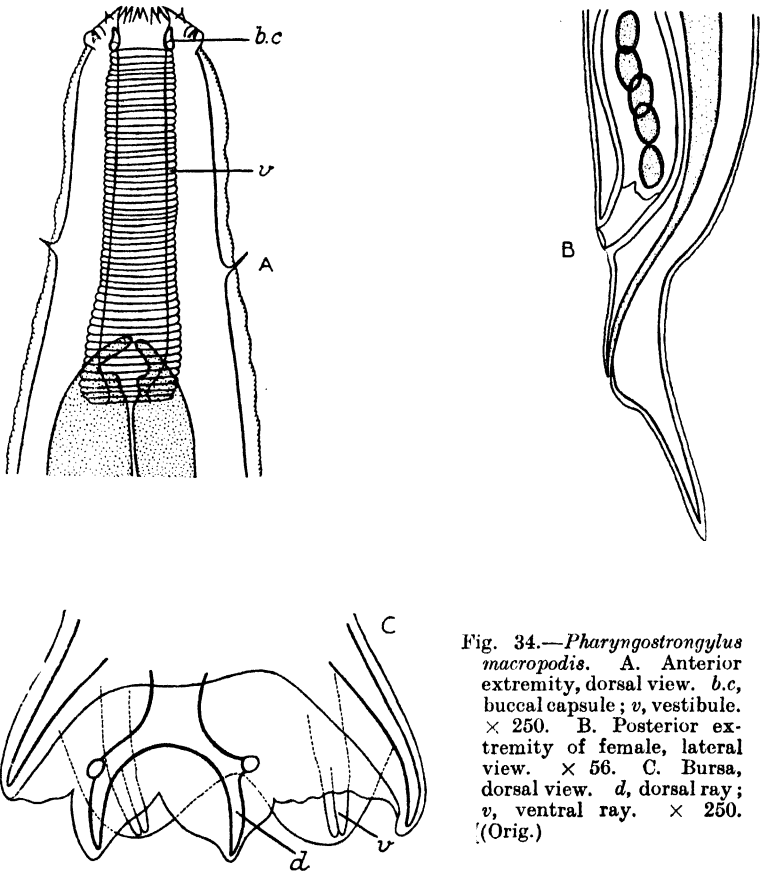 b.c
v
A
B
C
d
v
Fig. 34.—Pharyngostrongylus
macropodis. A. Anterior
extremity, dorsal view. b.c,
buccal capsule; v, vestibule.
× 250. B. Posterior ex-
tremity of female, lateral
view. × 56. C. Bursa,
dorsal view. d, dorsal ray;
v, ventral ray. × 250.
(Orig.)